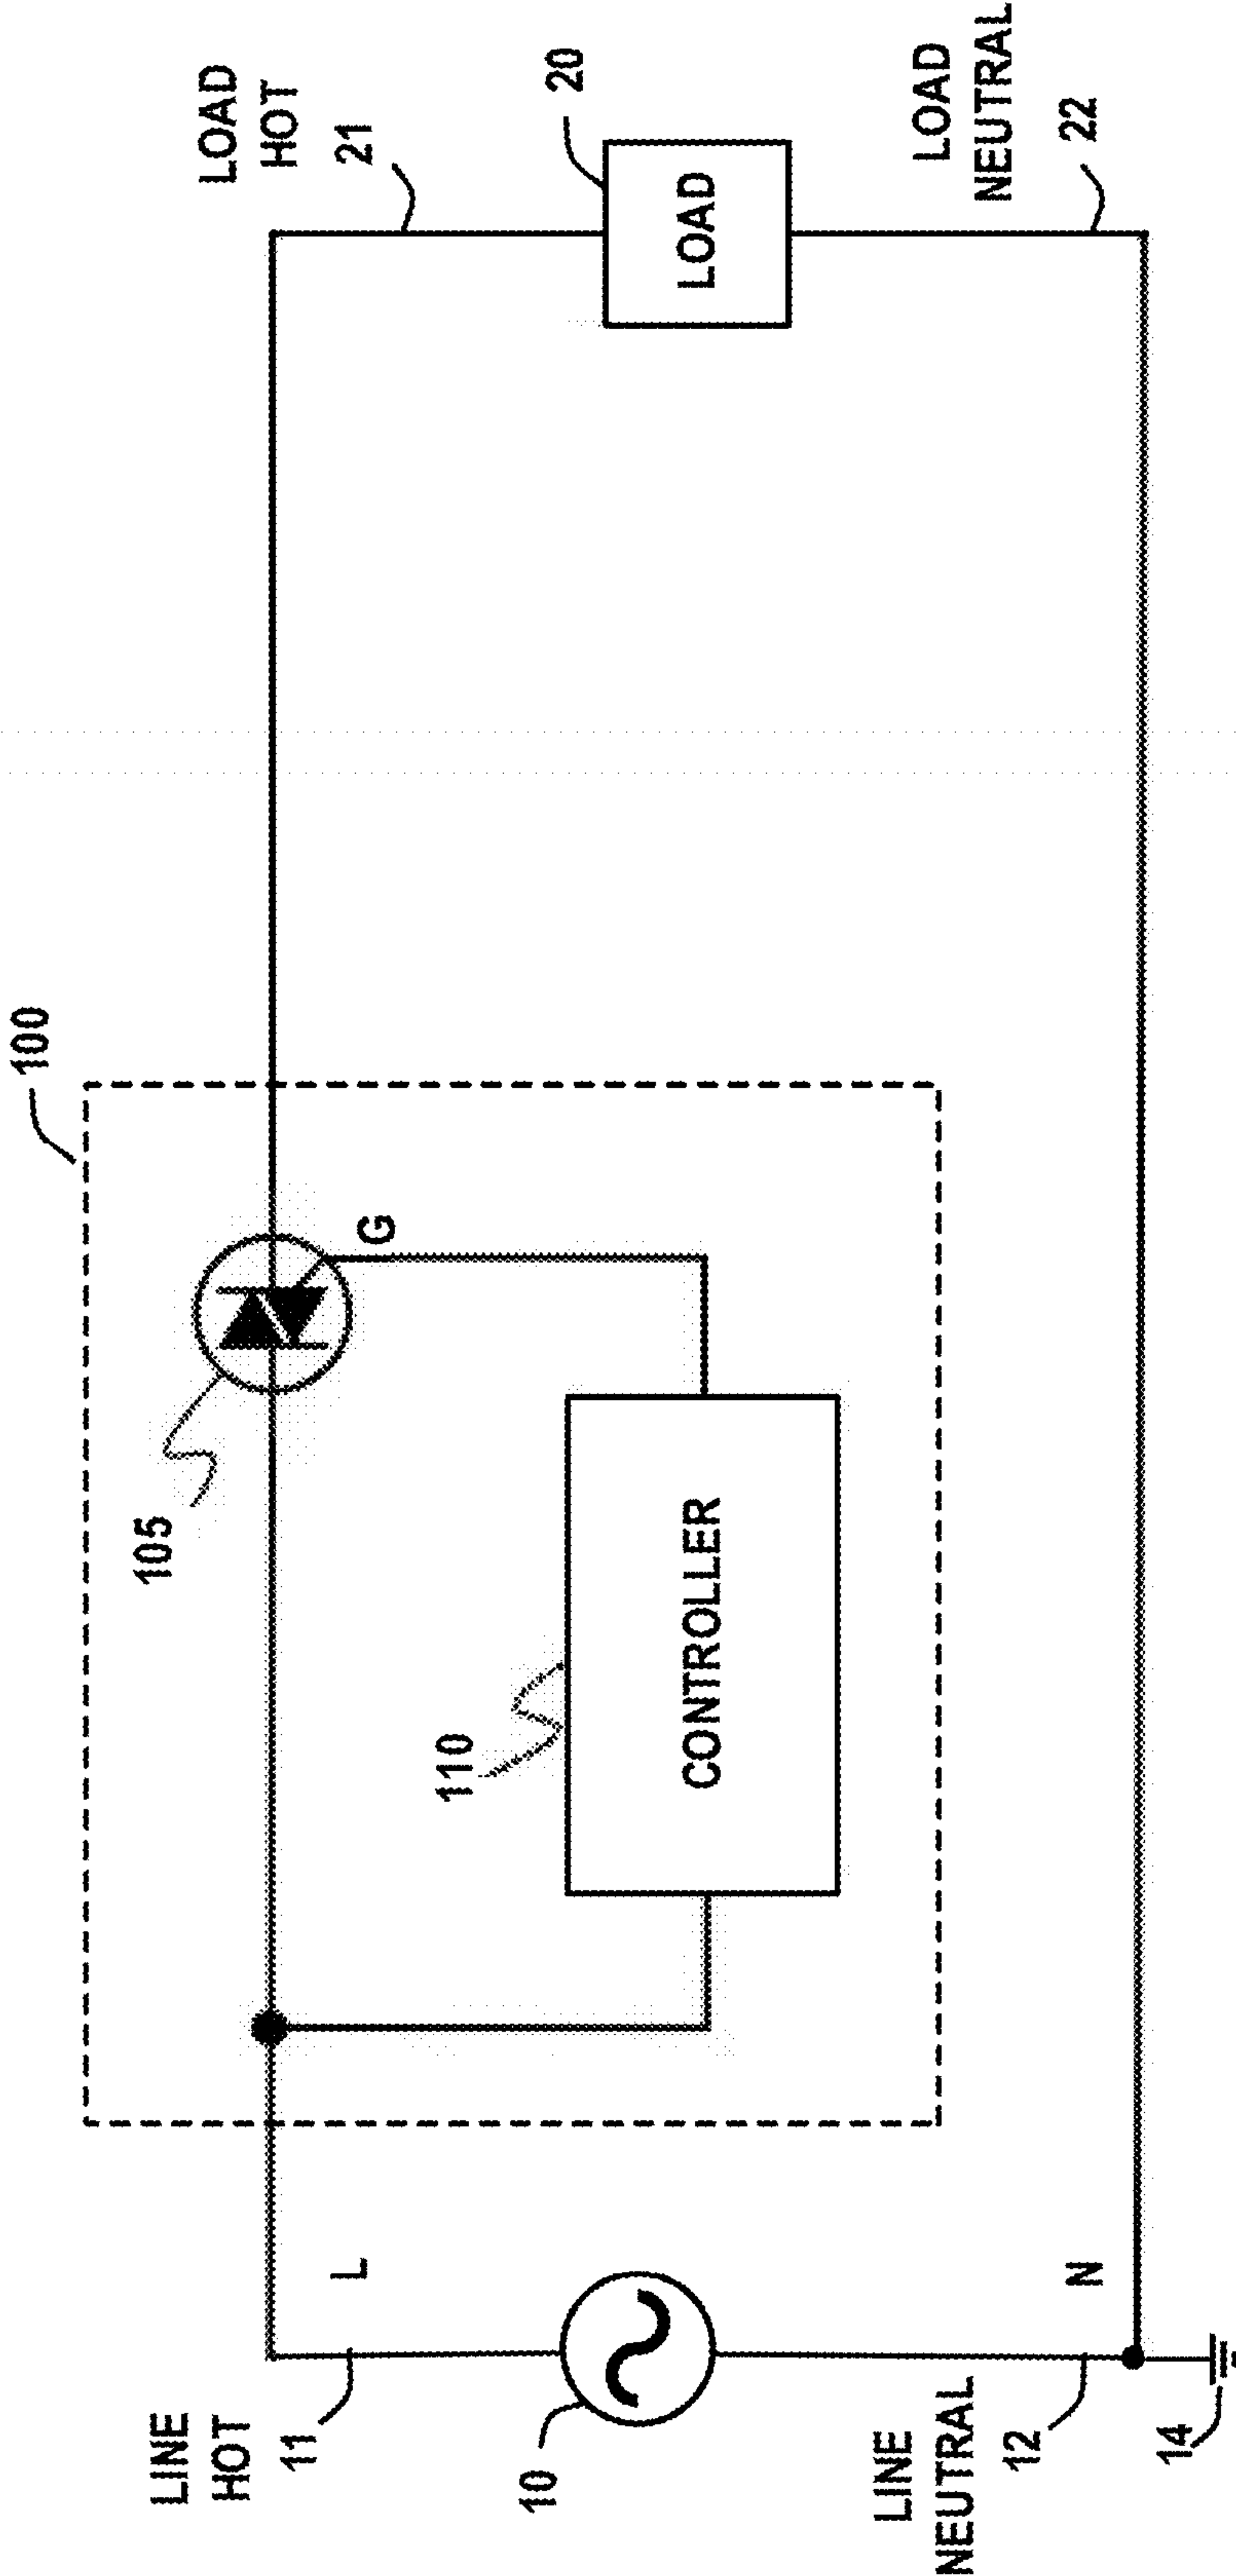 100
LOAD
HOT
21
105
G
20
LOAD
110
CONTROLLER
LINE
HOT
11
L
10
LOAD
NEUTRAL
22
LINE
NEUTRAL
12
N
14